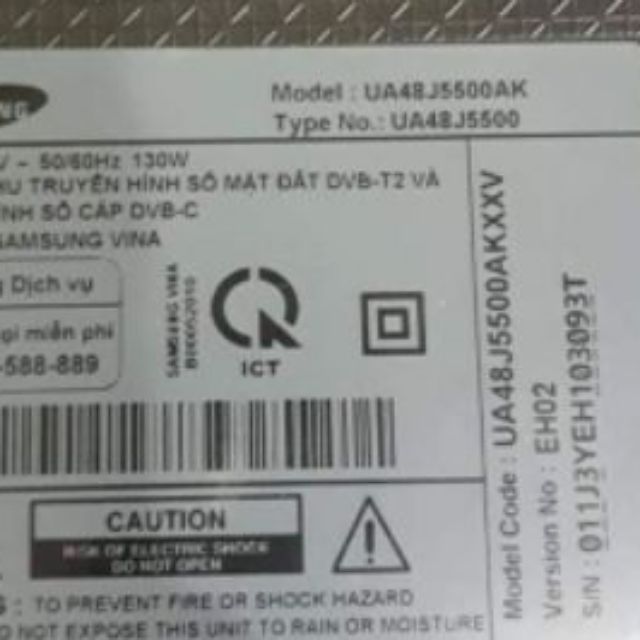 Model : UA48J5500AK
Type No.: UA48J5500
~ 50/60Hz 130W
TRUYỀN HÌNH SỐ MẶT ĐẤT DVB-T2 VÀ
SỐ CÁP DVB-C
SAMSUNG VINA
Dịch vụ
miễn phí
-588-889
SAMSUNG VINA
ICT
CAUTION
RISK OF ELECTRIC SHOCK
DO NOT OPEN
: TO PREVENT FIRE OR SHOCK HAZARD
NOT EXPOSE THIS UNIT TO RAIN OR MOISTURE
Model Code : UA48J5500AKXXV
Version No : EH02
S/N : 011J3YEH103093T